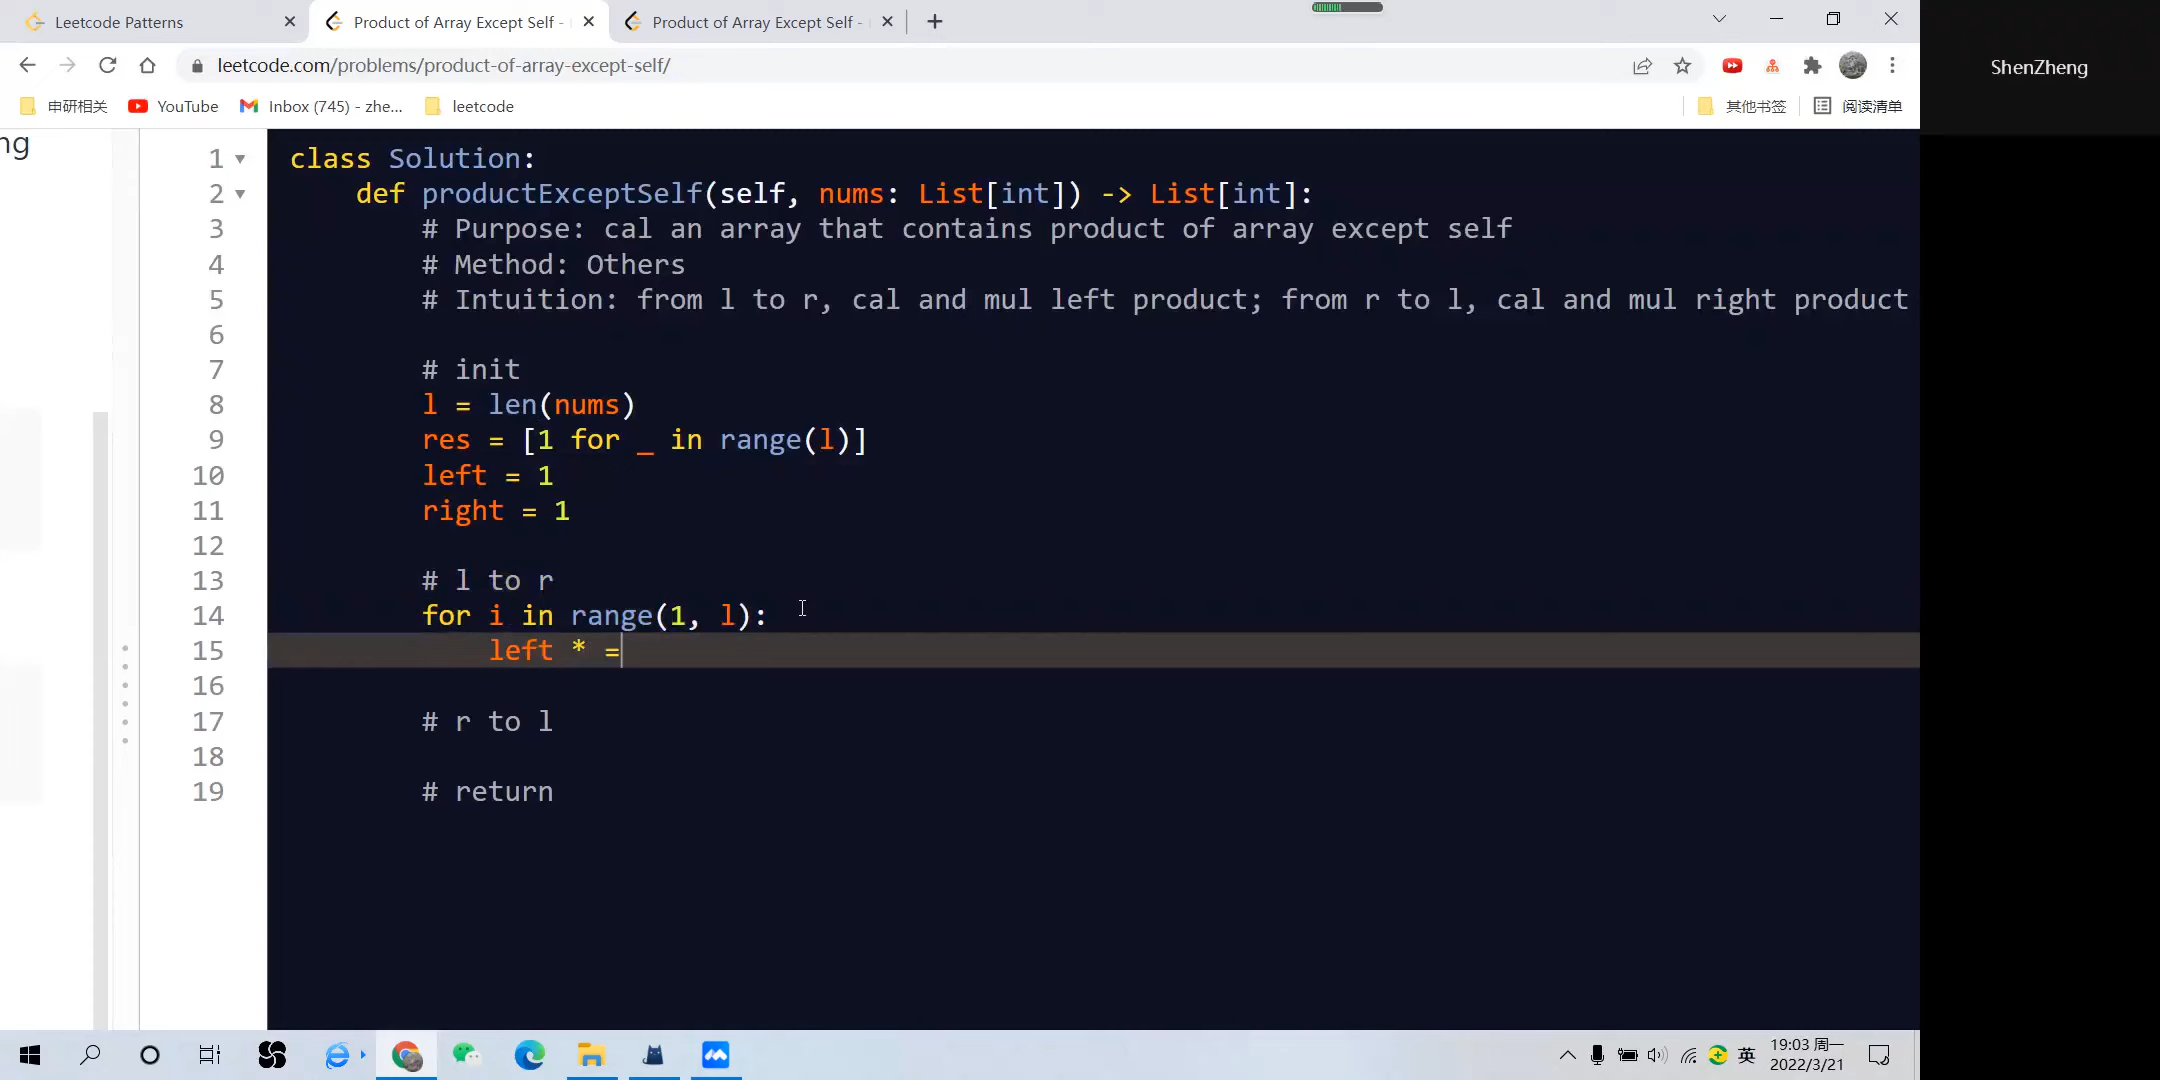 Leetcode Patterns
Product of Array Except Self -
Product of Array Except Self -
leetcode.com/problems/product-of-array-except-self/
申研相关
YouTube
Inbox (745) - zhe...
leetcode
其他书签
阅读清单
ShenZheng
ng
1 class Solution:
2 def productExceptSelf(self, nums: List[int]) -> List[int]:
3 # Purpose: cal an array that contains product of array except self
4 # Method: Others
5 # Intuition: from l to r, cal and mul left product; from r to l, cal and mul right product
6
7 # init
8 l = len(nums)
9 res = [1 for _ in range(l)]
10 left = 1
11 right = 1
12
13 # l to r
14 for i in range(1, l):
15 left * =
16
17 # r to l
18
19 # return
英
19:03 周一
2022/3/21